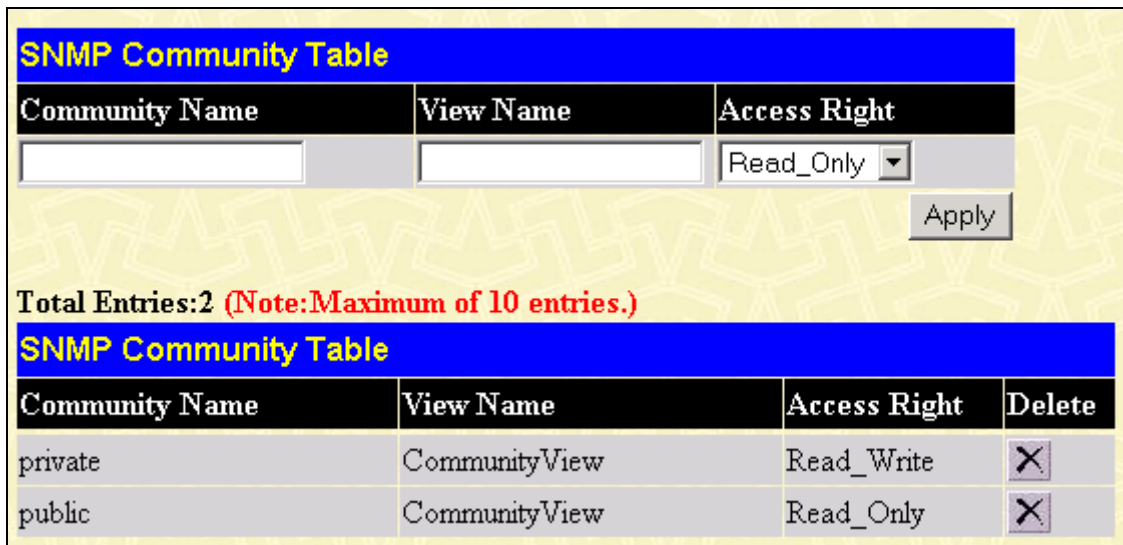 SNMP Community Table
Community Name View Name Access Right
Read_Only
Apply
Total Entries:2 (Note:Maximum of 10 entries.)
SNMP Community Table
Community Name View Name Access Right Delete
private CommunityView Read_Write
public CommunityView Read_Only